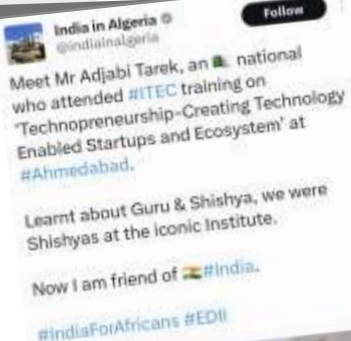 India in Algeria
@indiainalgeria
Follow
Meet Mr Adjabi Tarek, an 🇩🇿 national
who attended #ITEC training on
'Technopreneurship-Creating Technology
Enabled Startups and Ecosystem' at
#Ahmedabad.
Learnt about Guru & Shishya, we were
Shishyas at the iconic Institute.
Now I am friend of 🇮🇳#India.
#IndiaForAfricans #EDII